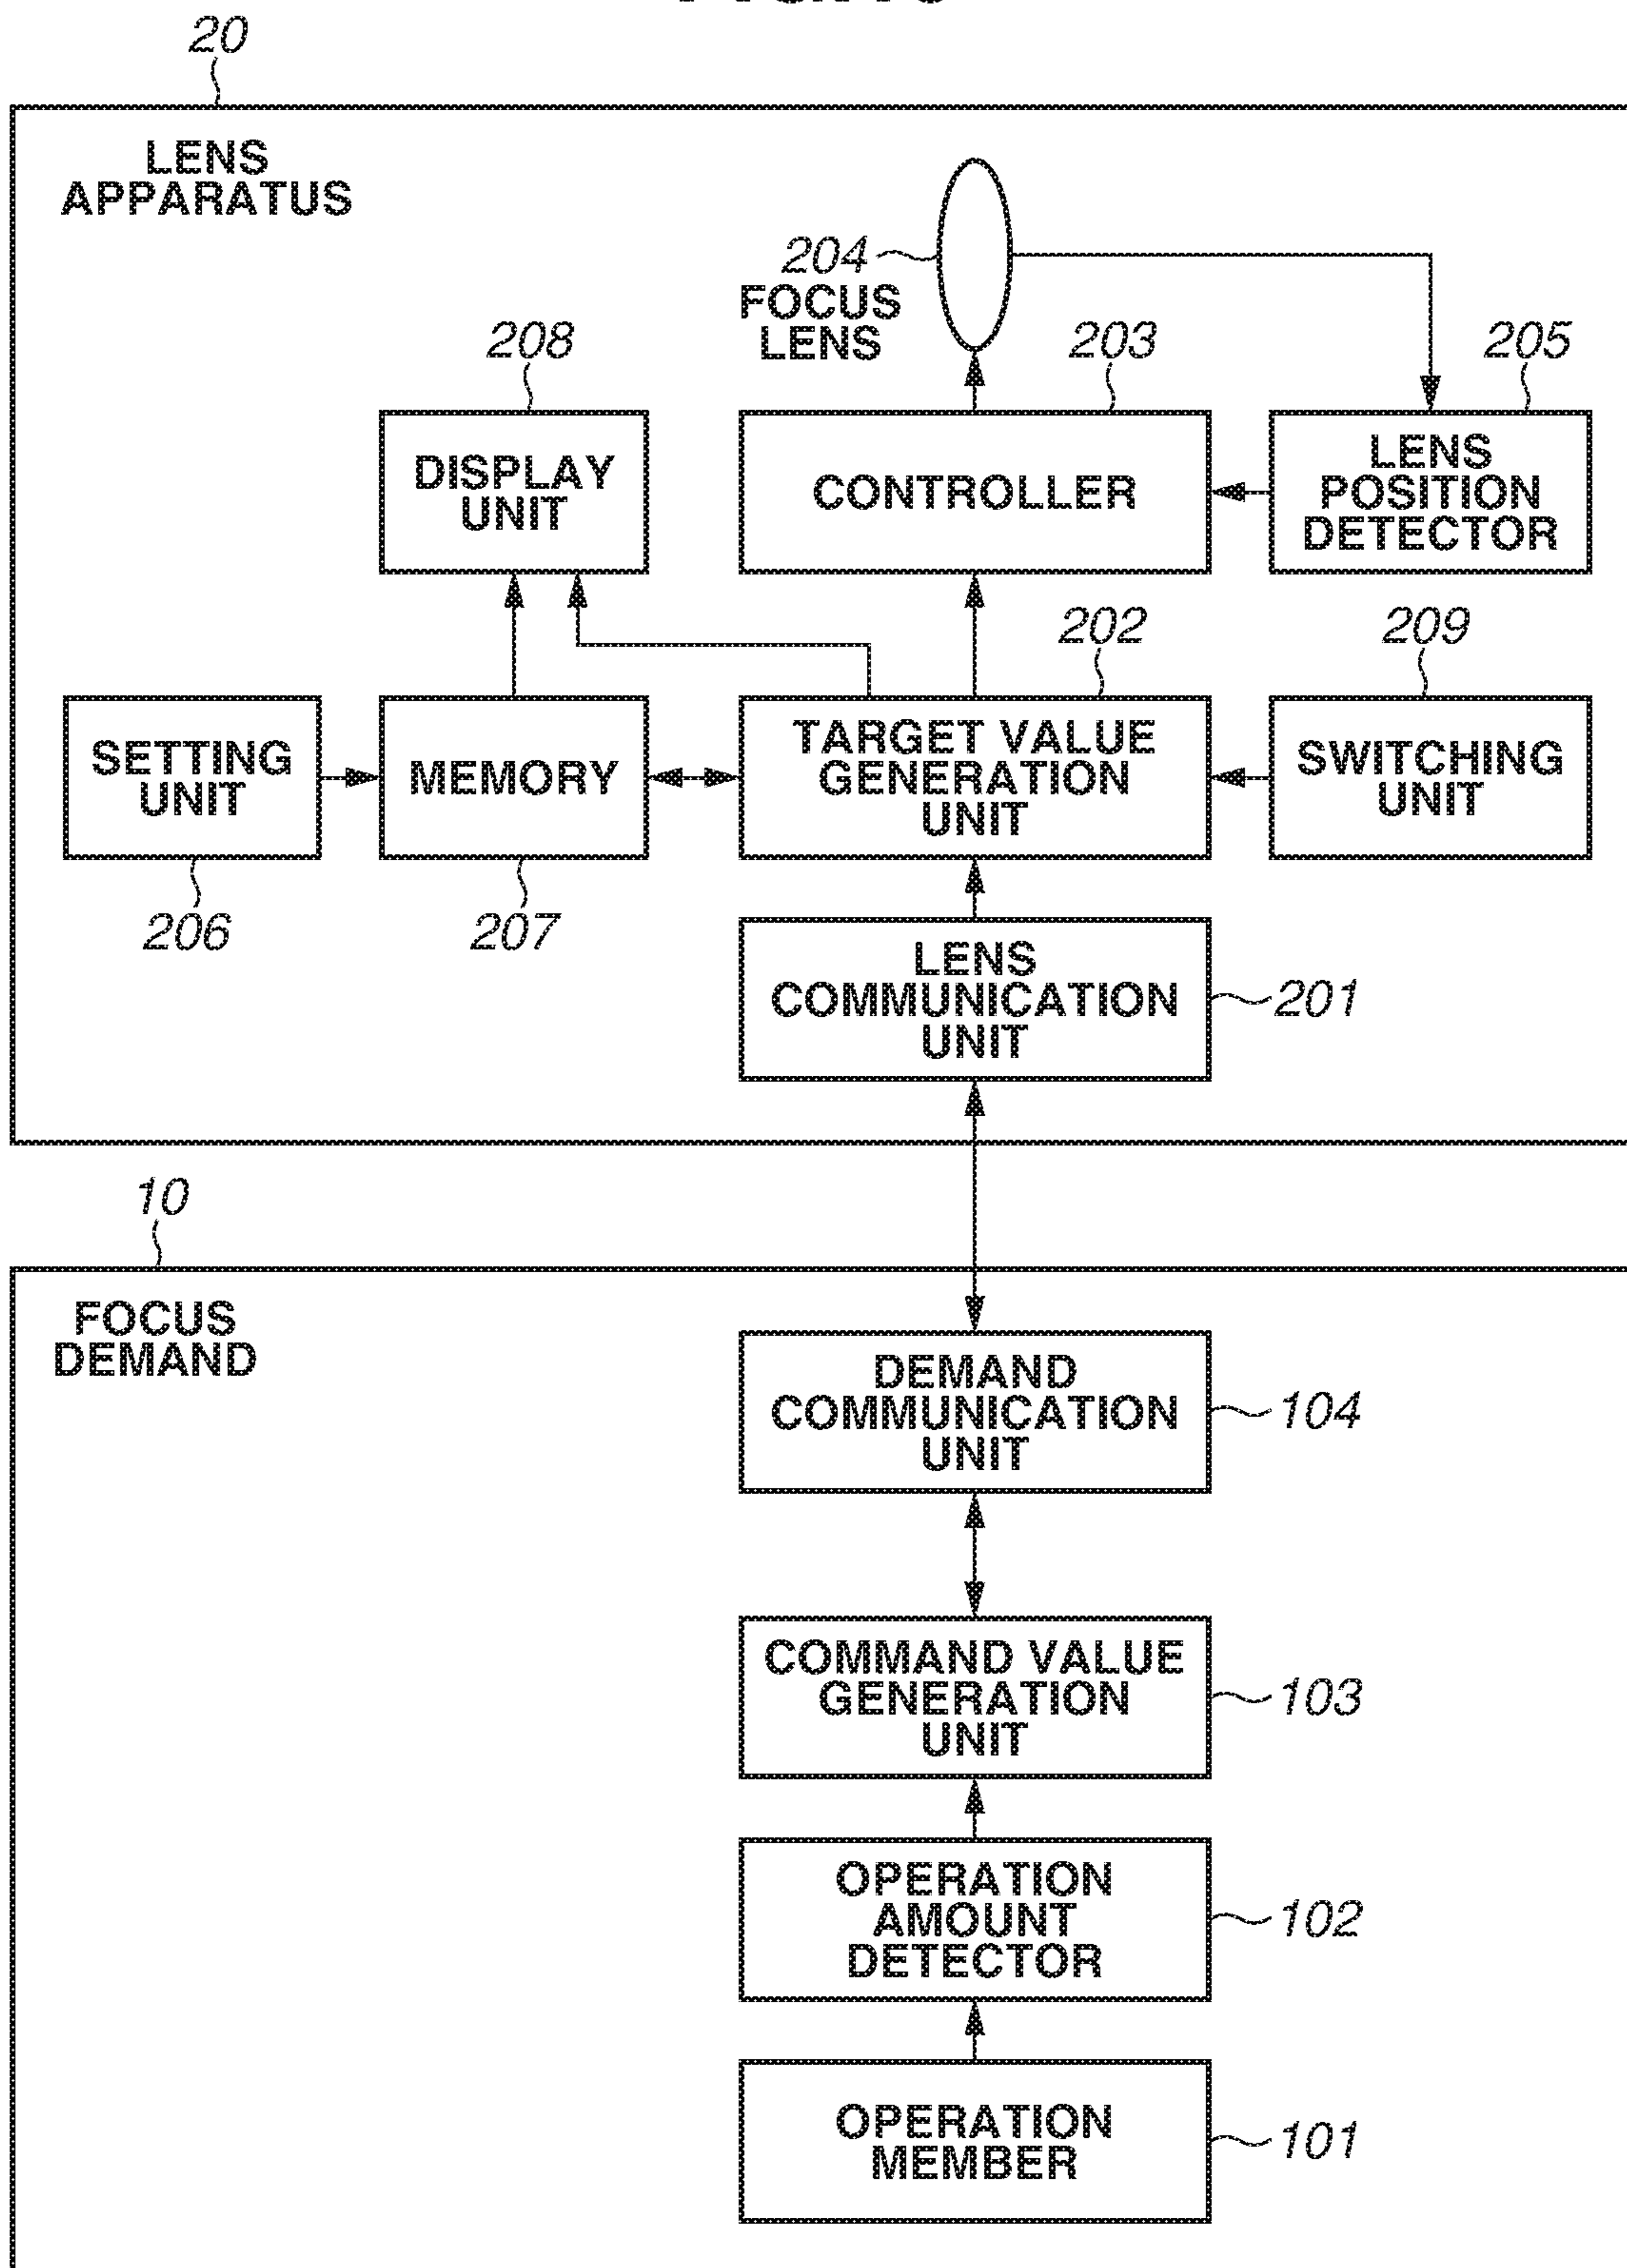 20
LENS
APPARATUS
204
FOCUS
LENS
208
203
205
DISPLAY
UNIT
CONTROLLER
LENS
POSITION
DETECTOR
202
209
SETTING
UNIT
MEMORY
TARGET VALUE
GENERATION
UNIT
SWITCHING
UNIT
206
207
LENS
COMMUNICATION
UNIT
201
10
FOCUS
DEMAND
DEMAND
COMMUNICATION
UNIT
104
COMMAND VALUE
GENERATION
UNIT
103
OPERATION
AMOUNT
DETECTOR
102
OPERATION
MEMBER
101